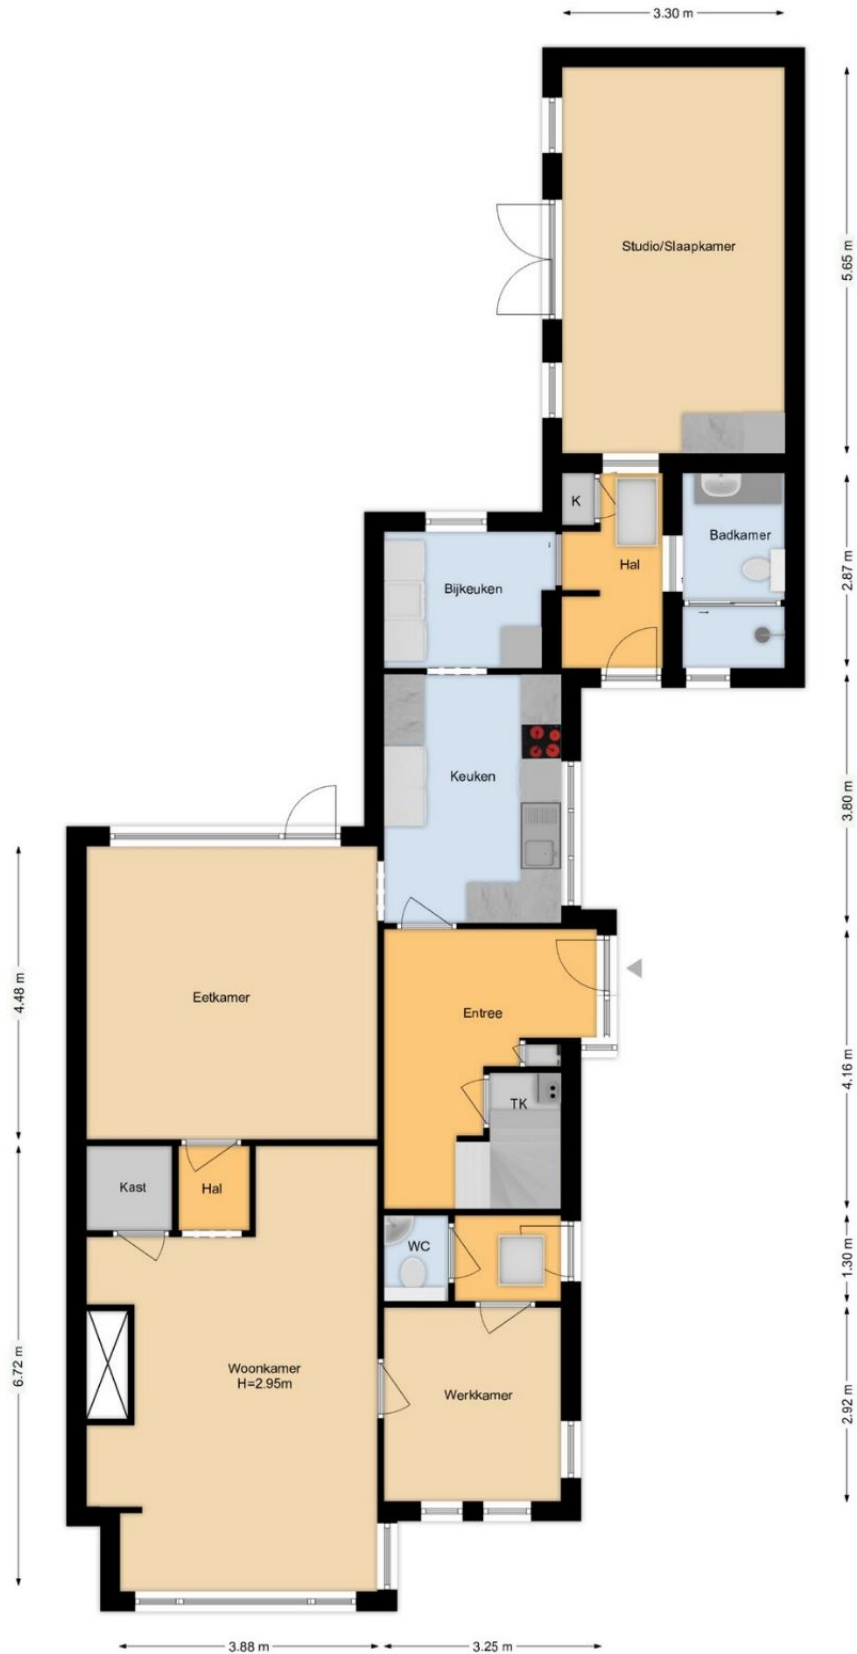 3.30 m
Studio/Slaapkamer
5.65 m
K
Badkamer
Hal
2.87 m
Bijkeuken
Keuken
3.80 m
Eetkamer
4.48 m
Entree
4.16 m
TK
Kast
Hal
WC
1.30 m
Woonkamer
H=2.95m
6.72 m
Werkkamer
2.92 m
3.88 m
3.25 m